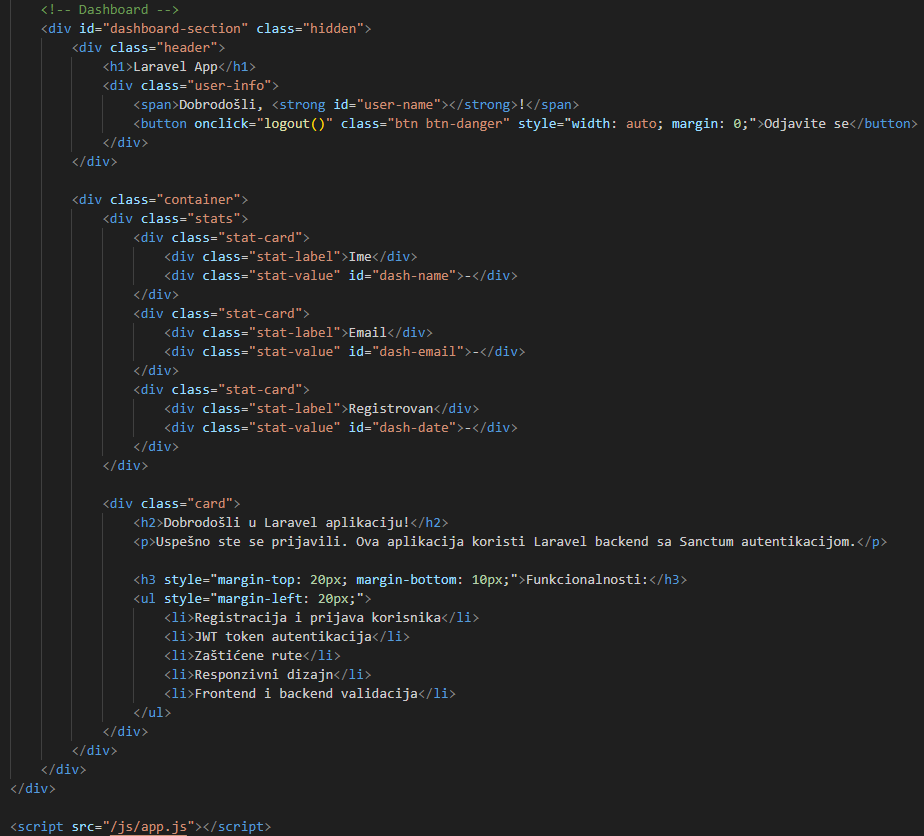 <!-- Dashboard -->
<div id="dashboard-section" class="hidden">
<div class="header">
<h1>Laravel App</h1>
<div class="user-info">
<span>Dobrodošli, <strong id="user-name"></strong>!</span>
<button onclick="logout()" class="btn btn-danger" style="width: auto; margin: 0;">Odjavite se</button>
</div>
</div>
<div class="container">
<div class="stats">
<div class="stat-card">
<div class="stat-label">Ime</div>
<div class="stat-value" id="dash-name">-</div>
</div>
<div class="stat-card">
<div class="stat-label">Email</div>
<div class="stat-value" id="dash-email">-</div>
</div>
<div class="stat-card">
<div class="stat-label">Registrovan</div>
<div class="stat-value" id="dash-date">-</div>
</div>
</div>
<div class="card">
<h2>Dobrodošli u Laravel aplikaciju!</h2>
<p>Uspešno ste se prijavili. Ova aplikacija koristi Laravel backend sa Sanctum autentikacijom.</p>
<h3 style="margin-top: 20px; margin-bottom: 10px;">Funkcionalnosti:</h3>
<ul style="margin-left: 20px;">
<li>Registracija i prijava korisnika</li>
<li>JWT token autentikacija</li>
<li>Zaštićene rute</li>
<li>Responzivni dizajn</li>
<li>Frontend i backend validacija</li>
</ul>
</div>
</div>
</div>
</div>
<script src="/js/app.js"></script>